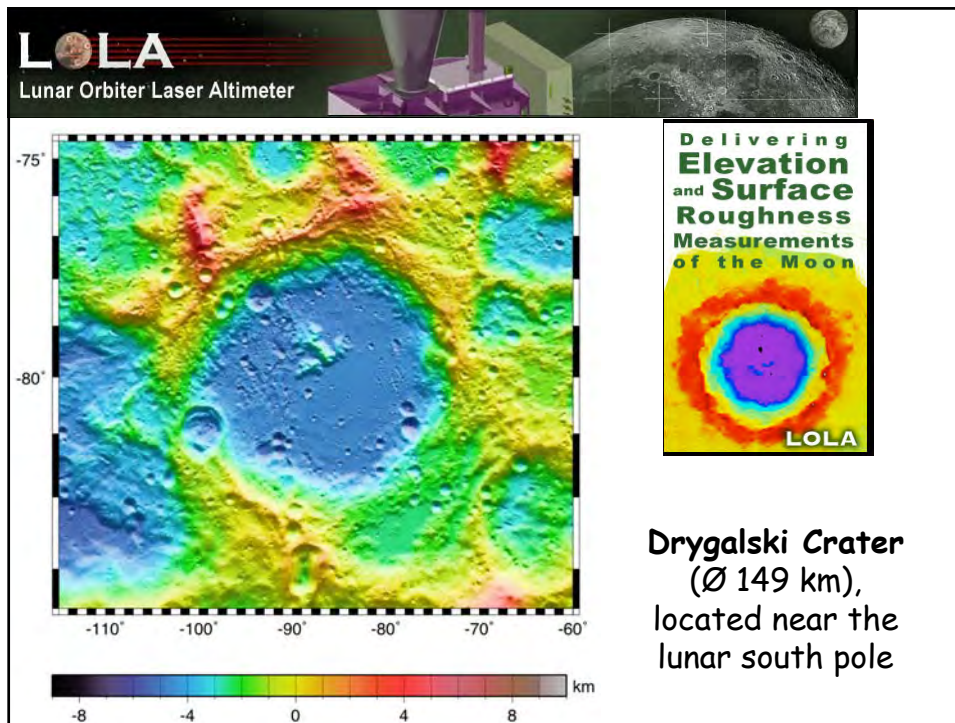 LOLA
Lunar Orbiter Laser Altimeter
-75°
-80°
-110° -100° -90° -80° -70° -60°
km
-8 -4 0 4 8
Delivering
Elevation
and Surface
Roughness
Measurements
of the Moon
LOLA
Drygalski Crater
(Ø 149 km),
located near the
lunar south pole